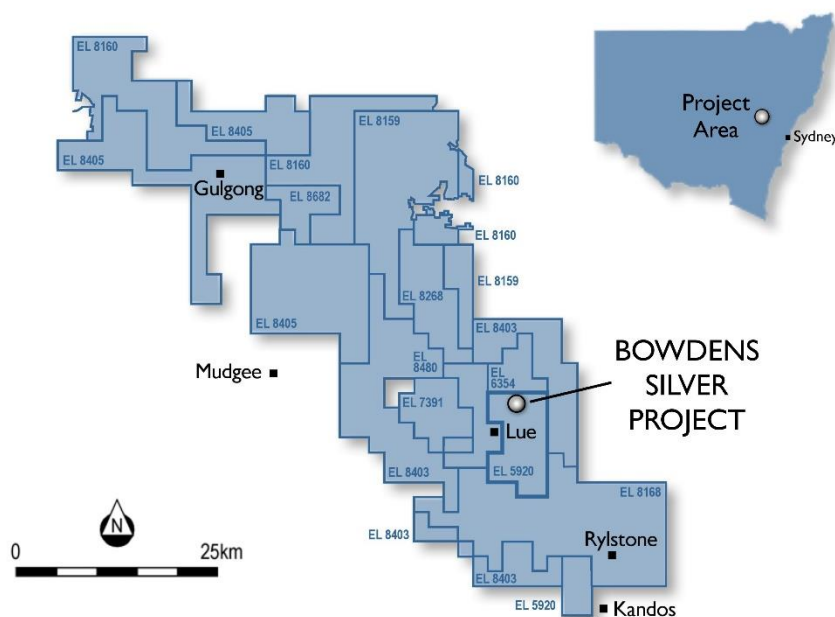 EL 8160
EL 8159
EL 8405
EL 8405
EL 8160
Gulgong
EL 8682
EL 8160
EL 8160
EL 8159
EL 8268
EL 8405
EL 8403
Mudgee
EL
8480
EL
6354
EL 7391
Lue
BOWDENS
SILVER
PROJECT
EL 8403
EL 5920
EL 8168
EL 8403
Rylstone
EL 8403
EL 5920
Kandos
N
0
25km
Project
Area
Sydney